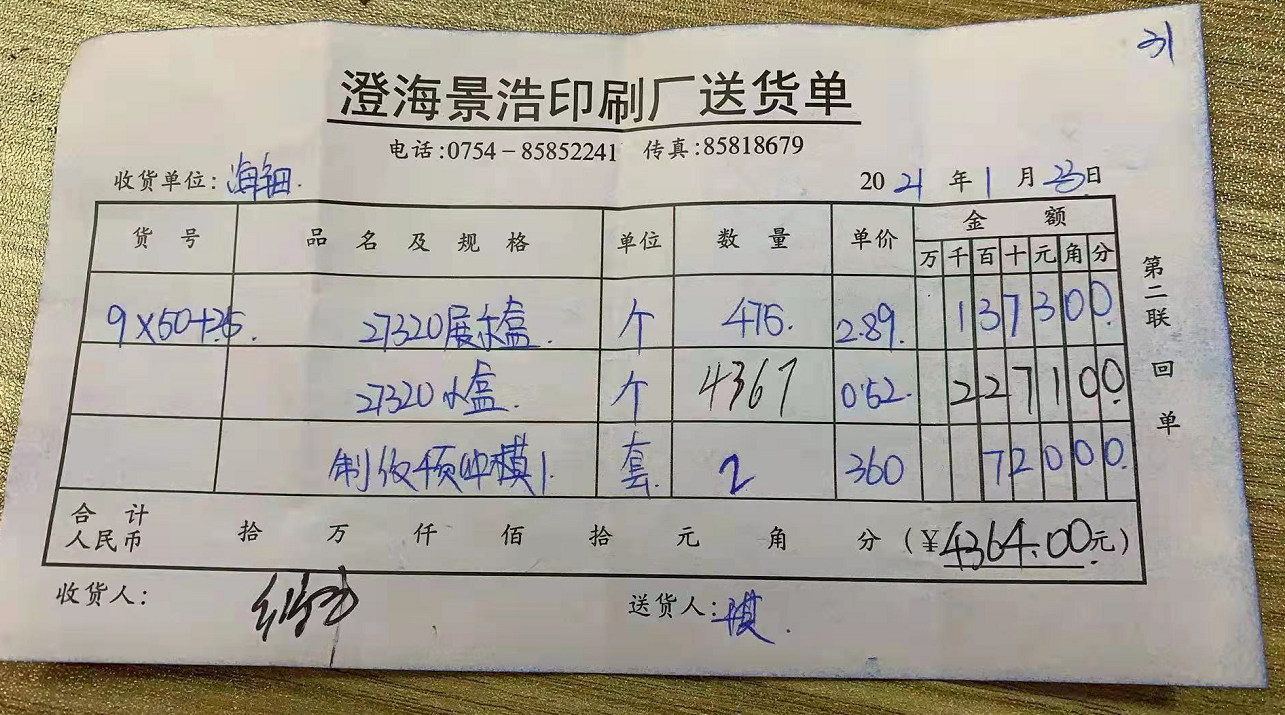 31
澄海景浩印刷厂送货单
电话:0754-85852241 传真:85818679
收货单位: 海钿. 2021年1月23日
货号 品名及规格 单位 数量 单价 金额
万 千 百 十 元 角 分
9×50+25. 27320展示盒. 个 475. 2.89. 1 3 7 3 0 0.
27320小盒. 个 4367 0.52. 2 2 7 1 0 0.
制版 模 套. 2 360 7 2 0 0 0.
合计
人民币 拾 万 仟 佰 拾 元 角 分 (¥4364.00元)
收货人: 送货人:
第二联 回单